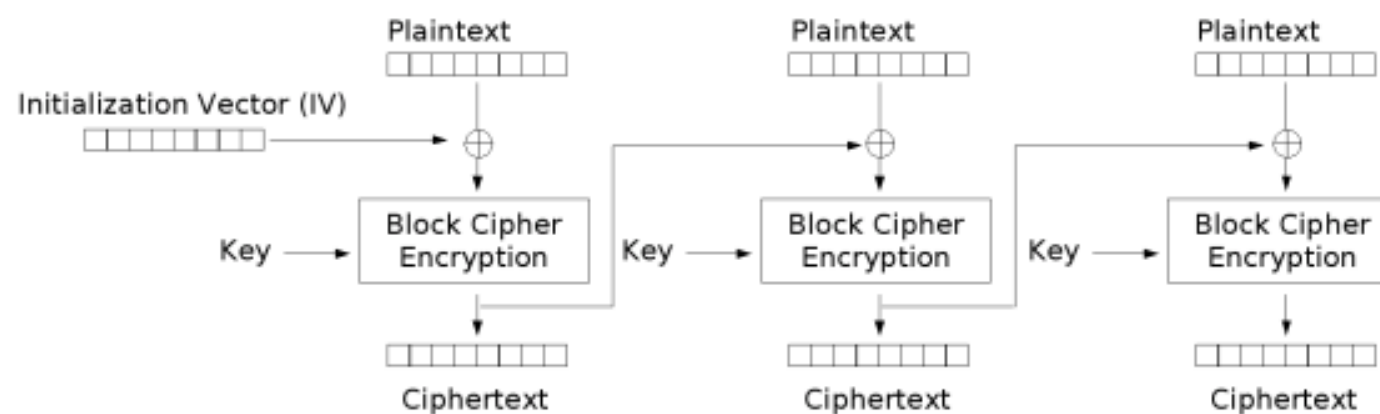 Plaintext
Plaintext
Plaintext
Initialization Vector (IV)
Key
Block Cipher
Encryption
Key
Block Cipher
Encryption
Key
Block Cipher
Encryption
Ciphertext
Ciphertext
Ciphertext